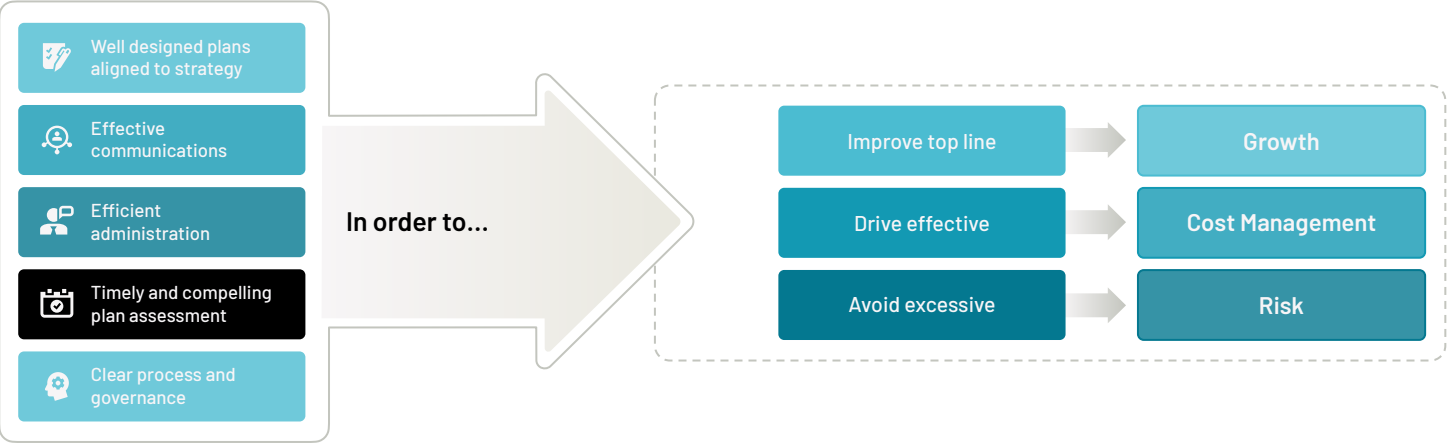 Well designed plans
aligned to strategy
Effective
communications
Efficient
administration
Timely and compelling
plan assessment
Clear process and
governance
In order to...
Improve top line
Growth
Drive effective
Cost Management
Avoid excessive
Risk